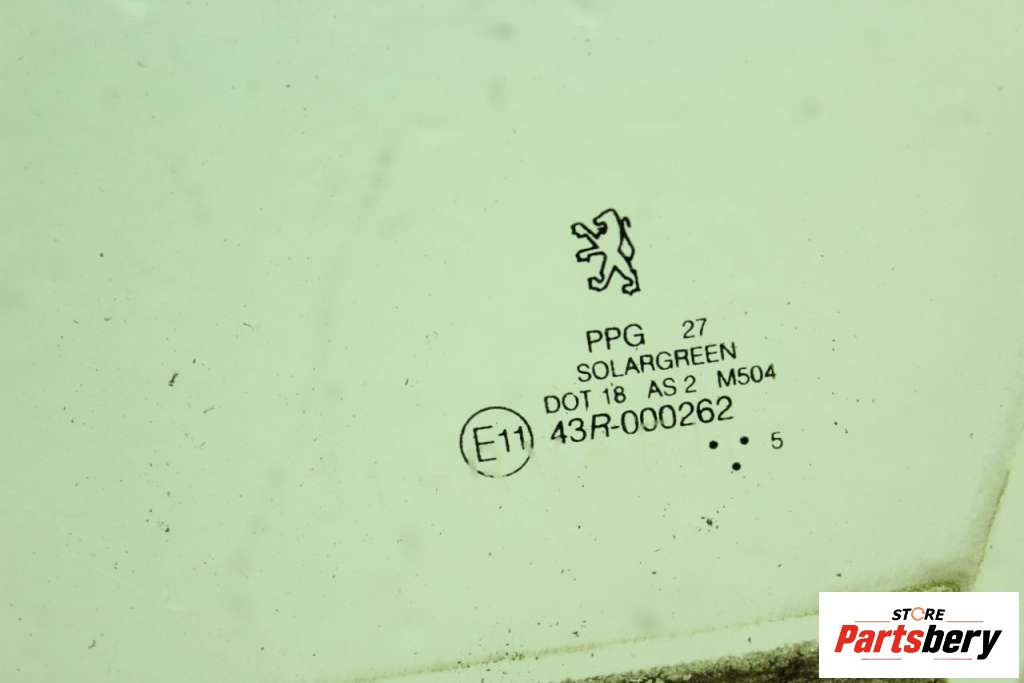 PPG 27
SOLARGREEN
DOT 18 AS 2 M504
E11 43R-000262
5
STORE
Partsbery